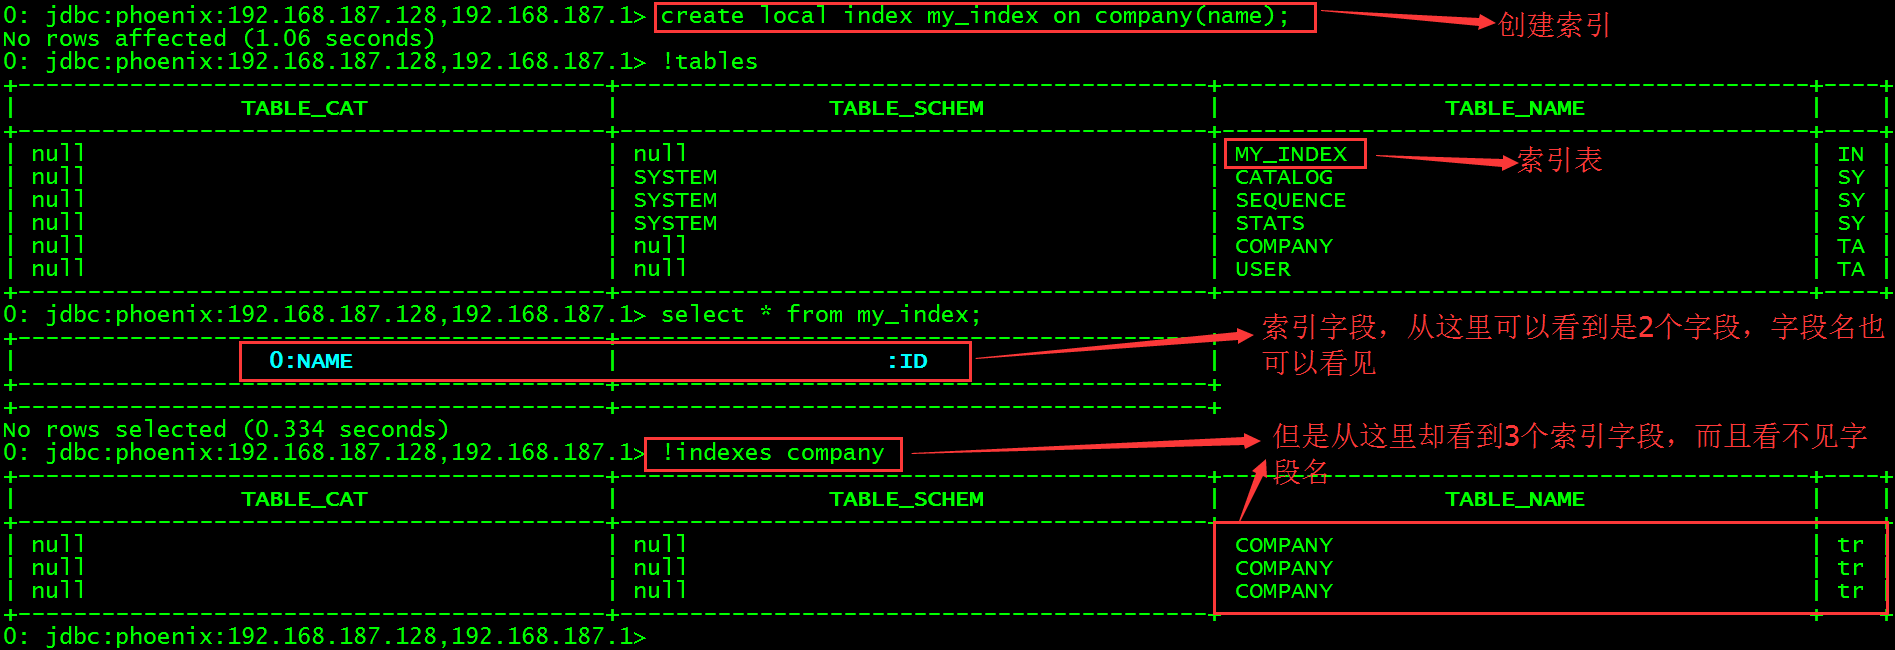 0: jdbc:phoenix:192.168.187.128,192.168.187.1> create local index my_index on company(name);
创建索引
No rows affected (1.06 seconds)
0: jdbc:phoenix:192.168.187.128,192.168.187.1> !tables
| TABLE_CAT | TABLE_SCHEM | TABLE_NAME | |
| null | null | MY_INDEX | IN |
索引表
| null | SYSTEM | CATALOG | SY |
| null | SYSTEM | SEQUENCE | SY |
| null | SYSTEM | STATS | SY |
| null | null | COMPANY | TA |
| null | null | USER | TA |
0: jdbc:phoenix:192.168.187.128,192.168.187.1> select * from my_index;
索引字段，从这里可以看到是2个字段，字段名也
可以看见
| 0:NAME | :ID |
No rows selected (0.334 seconds)
0: jdbc:phoenix:192.168.187.128,192.168.187.1> !indexes company
但是从这里却看到3个索引字段，而且看不见字
段名
| TABLE_CAT | TABLE_SCHEM | TABLE_NAME | |
| null | null | COMPANY | tr |
| null | null | COMPANY | tr |
| null | null | COMPANY | tr |
0: jdbc:phoenix:192.168.187.128,192.168.187.1>